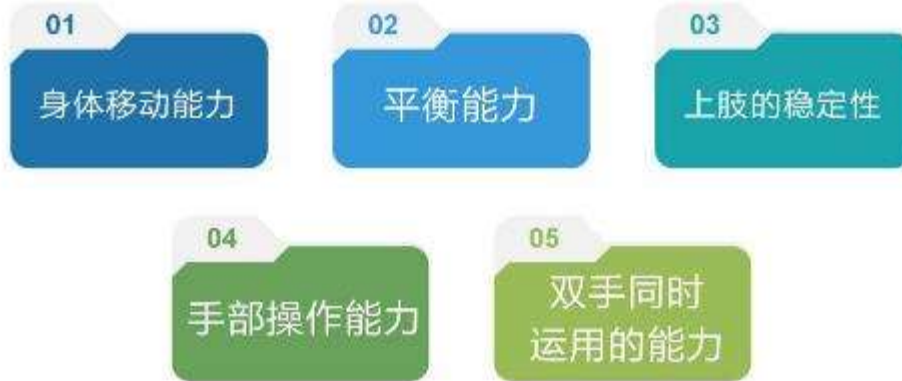 01
身体移动能力
02
平衡能力
03
上肢的稳定性
04
手部操作能力
05
双手同时
运用的能力